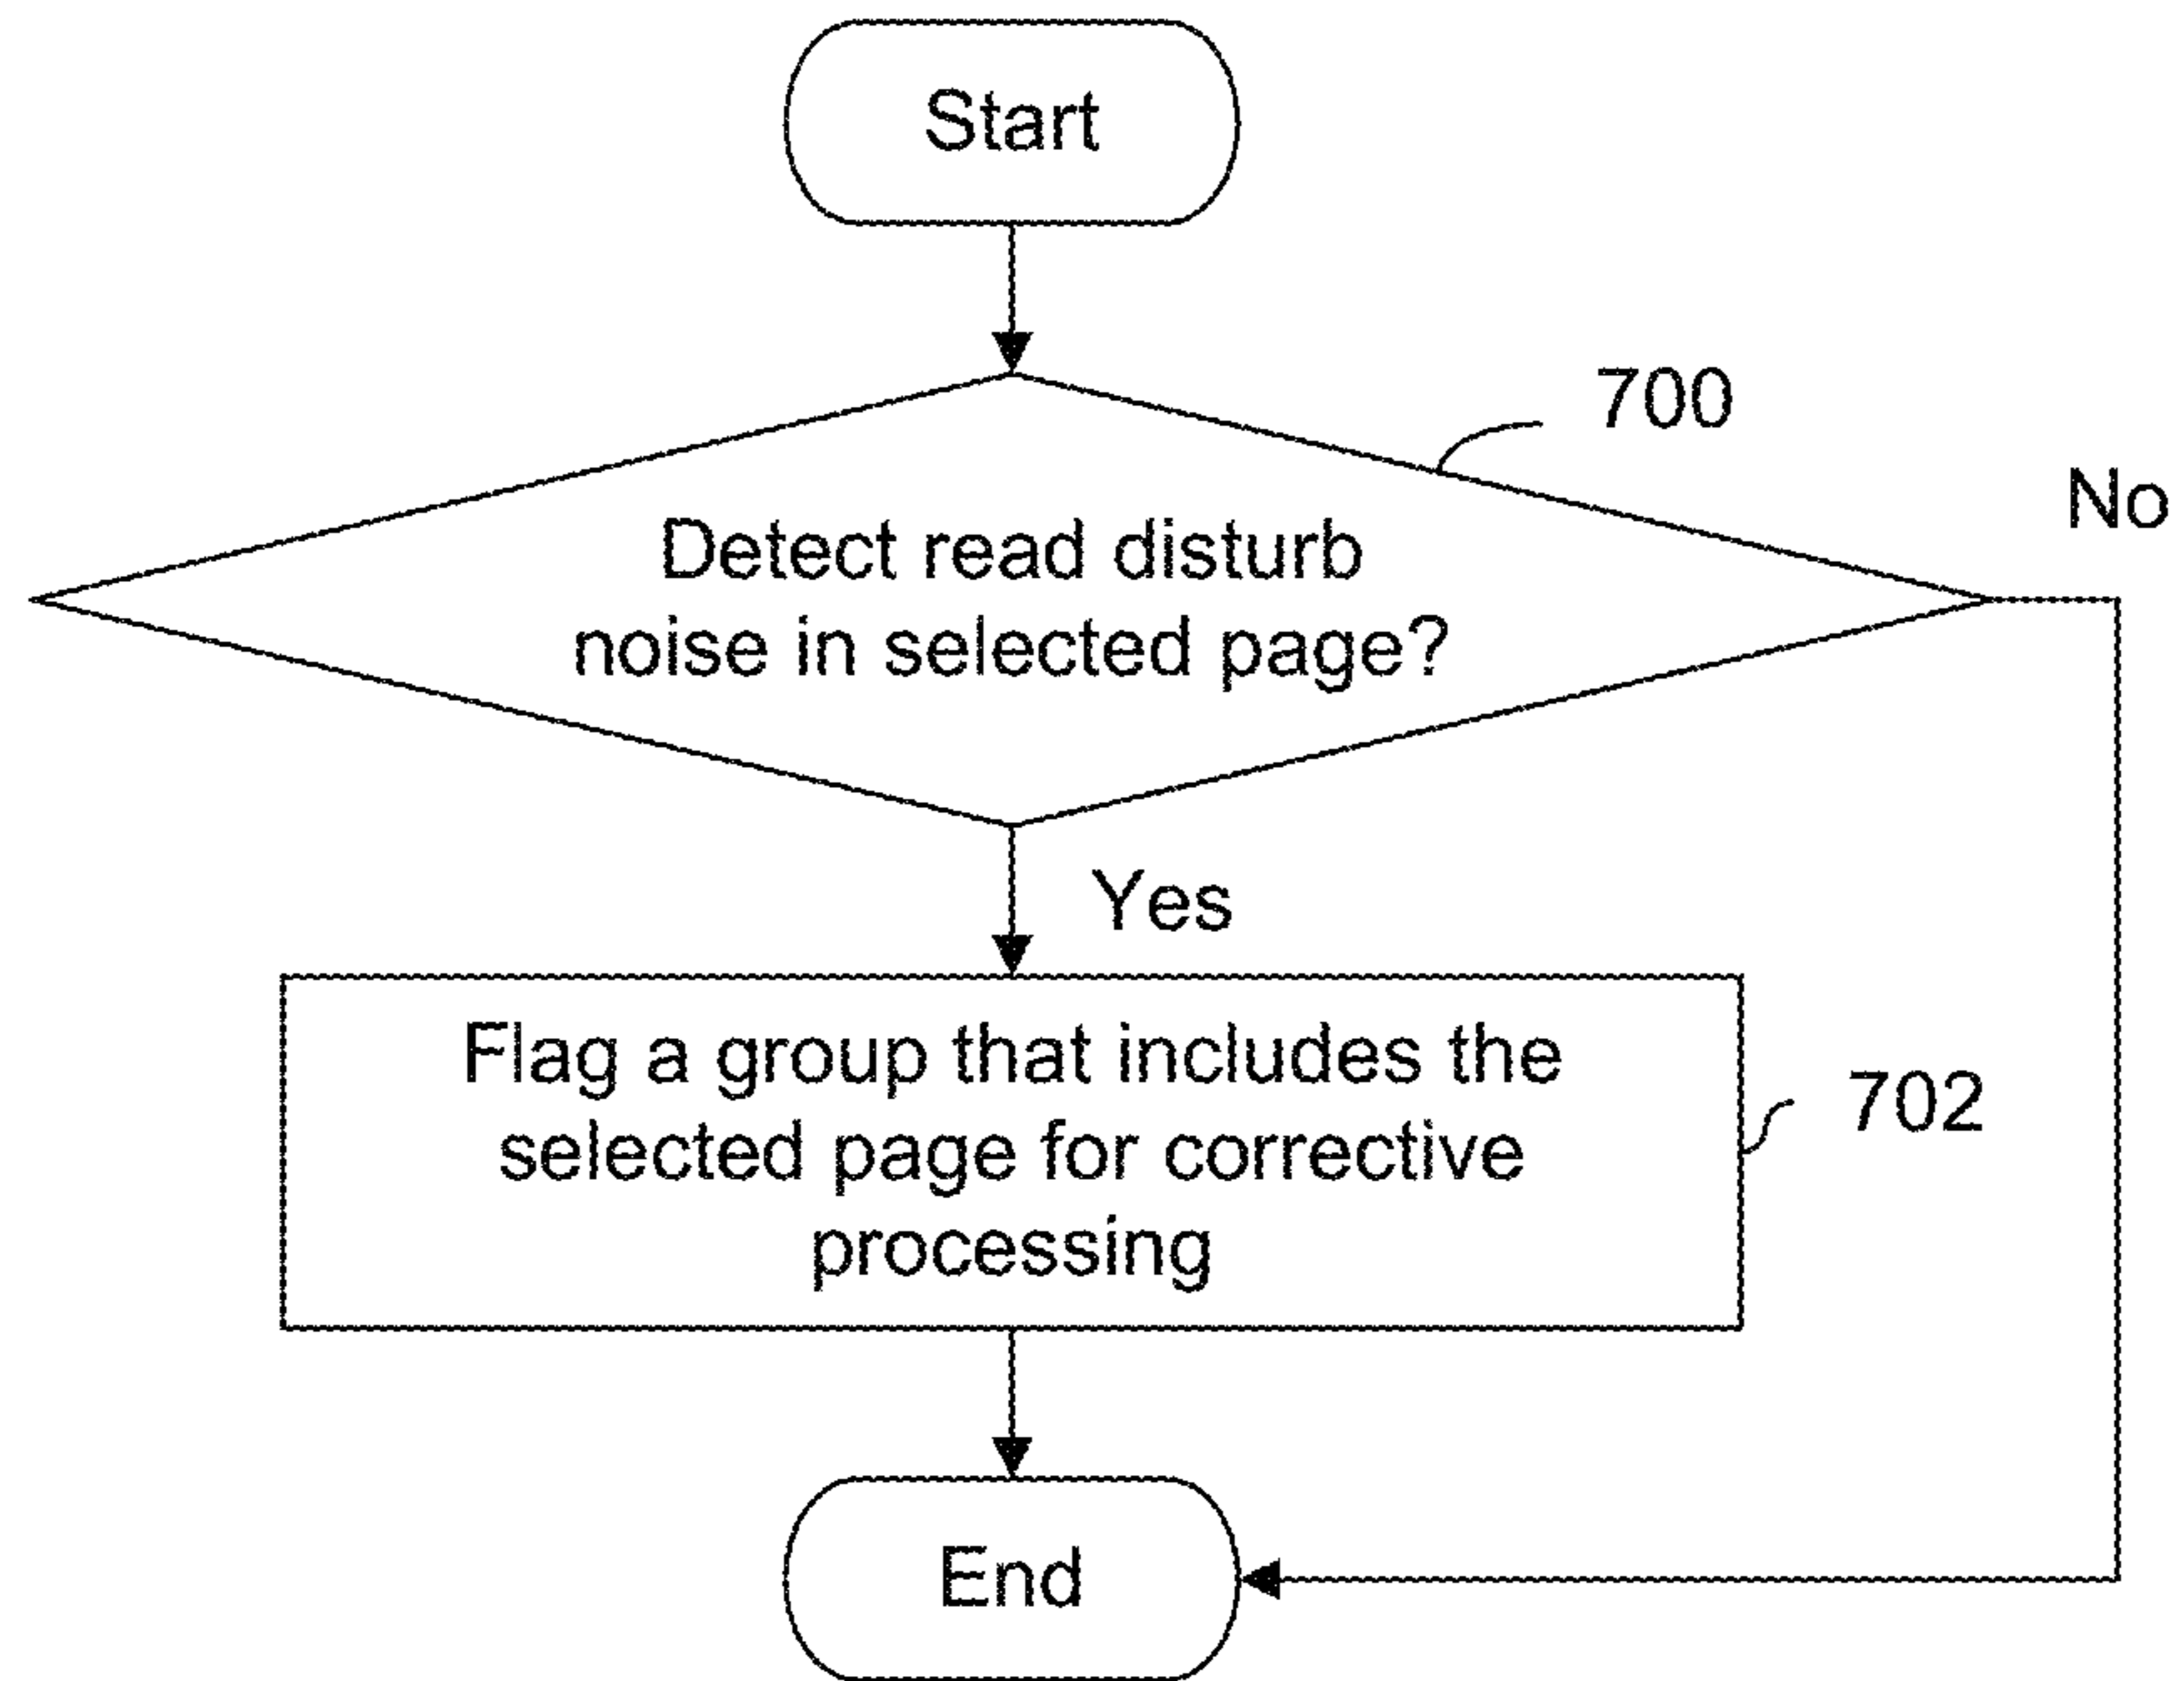 Start
700
No
Detect read disturb
noise in selected page?
Yes
Flag a group that includes the
selected page for corrective
processing
702
End